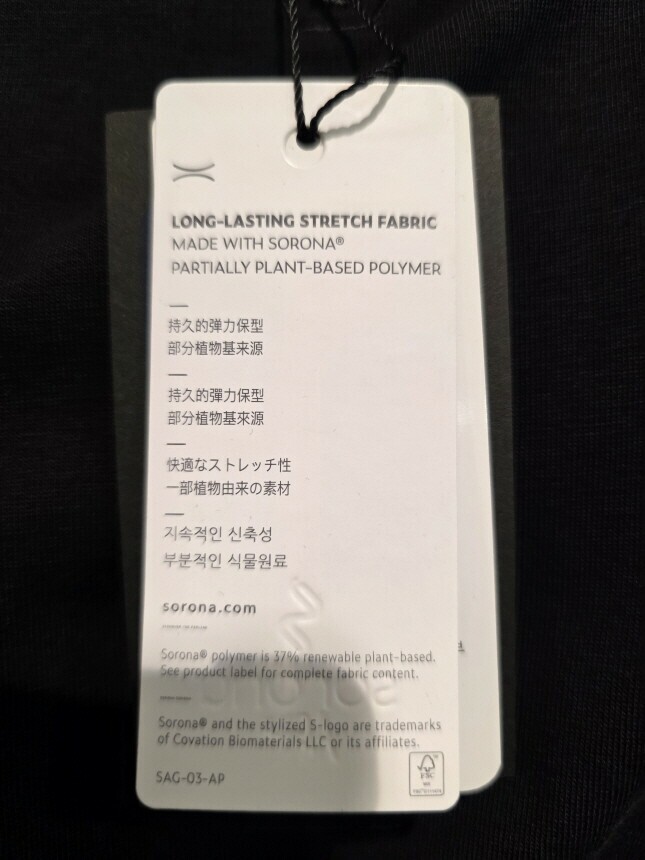 LONG-LASTING STRETCH FABRIC
MADE WITH SORONA®
PARTIALLY PLANT-BASED POLYMER
持久的弹力保型
部分植物基来源
持久的彈力保型
部分植物基來源
快適なストレッチ性
一部植物由来の素材
지속적인 신축성
부분적인 식물원료
sorona.com
Sorona® polymer is 37% renewable plant-based.
See product label for complete fabric content.
Sorona® and the stylized S-logo are trademarks
of Covation Biomaterials LLC or its affiliates.
SAG-03-AP
FSC